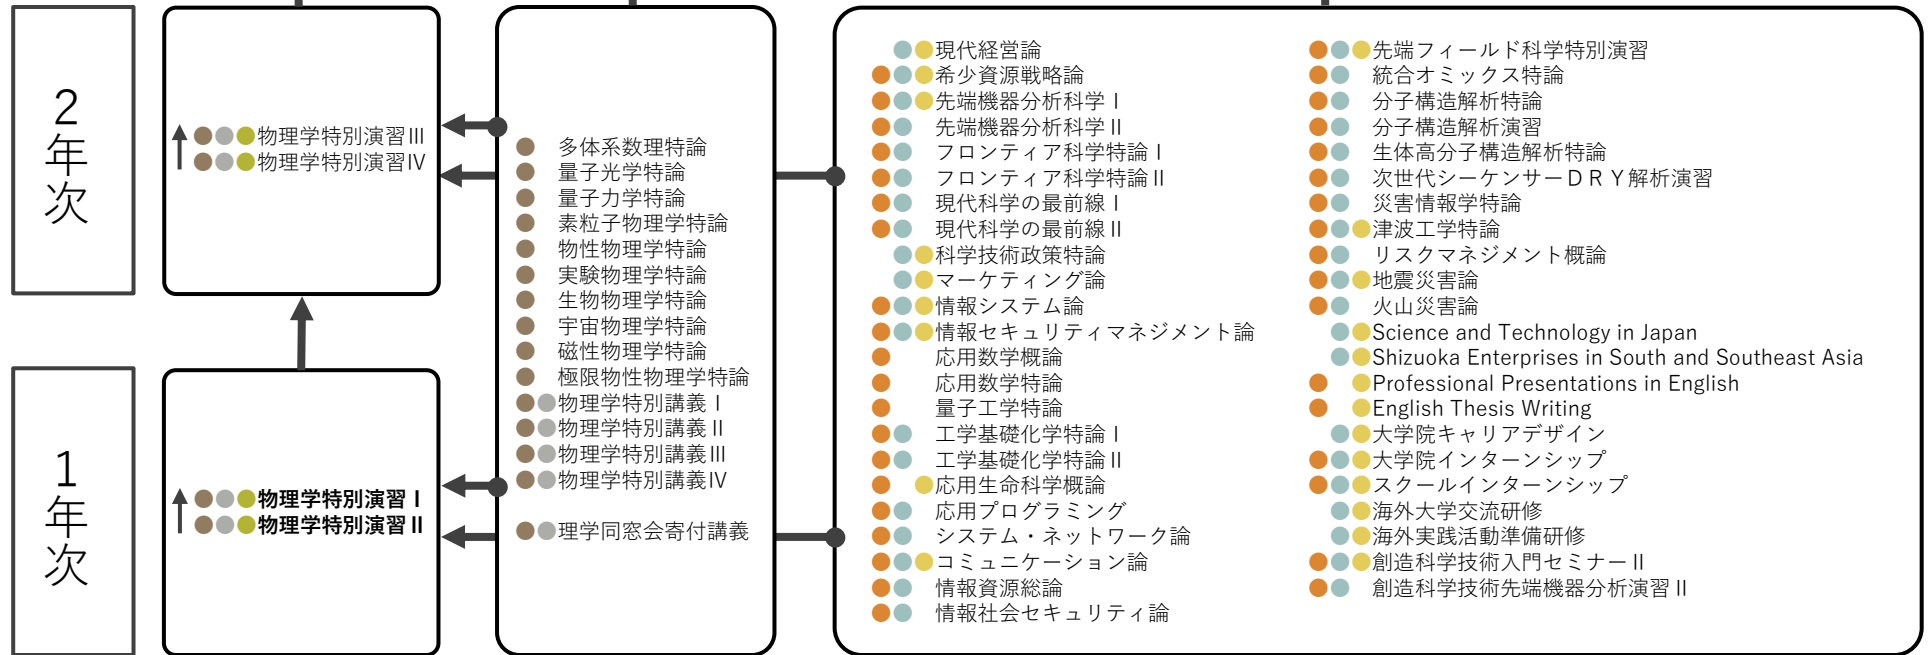 2年次
物理学特別演習Ⅲ
物理学特別演習Ⅳ
1年次
物理学特別演習Ⅰ
物理学特別演習Ⅱ
多体系数理特論
量子光学特論
量子力学特論
素粒子物理学特論
物性物理学特論
実験物理学特論
生物物理学特論
宇宙物理学特論
磁性物理学特論
極限物性物理学特論
物理学特別講義Ⅰ
物理学特別講義Ⅱ
物理学特別講義Ⅲ
物理学特別講義Ⅳ
理学同窓会寄付講義
現代経営論
希少資源戦略論
先端機器分析科学Ⅰ
先端機器分析科学Ⅱ
フロンティア科学特論Ⅰ
フロンティア科学特論Ⅱ
現代科学の最前線Ⅰ
現代科学の最前線Ⅱ
科学技術政策特論
マーケティング論
情報システム論
情報セキュリティマネジメント論
応用数学概論
応用数学特論
量子工学特論
工学基礎化学特論Ⅰ
工学基礎化学特論Ⅱ
応用生命科学概論
応用プログラミング
システム・ネットワーク論
コミュニケーション論
情報資源総論
情報社会セキュリティ論
先端フィールド科学特別演習
統合オミックス特論
分子構造解析特論
分子構造解析演習
生体高分子構造解析特論
次世代シーケンサーDRY解析演習
災害情報学特論
津波工学特論
リスクマネジメント概論
地震災害論
火山災害論
Science and Technology in Japan
Shizuoka Enterprises in South and Southeast Asia
Professional Presentations in English
English Thesis Writing
大学院キャリアデザイン
大学院インターンシップ
スクールインターンシップ
海外大学交流研修
海外実践活動準備研修
創造科学技術入門セミナーⅡ
創造科学技術先端機器分析演習Ⅱ